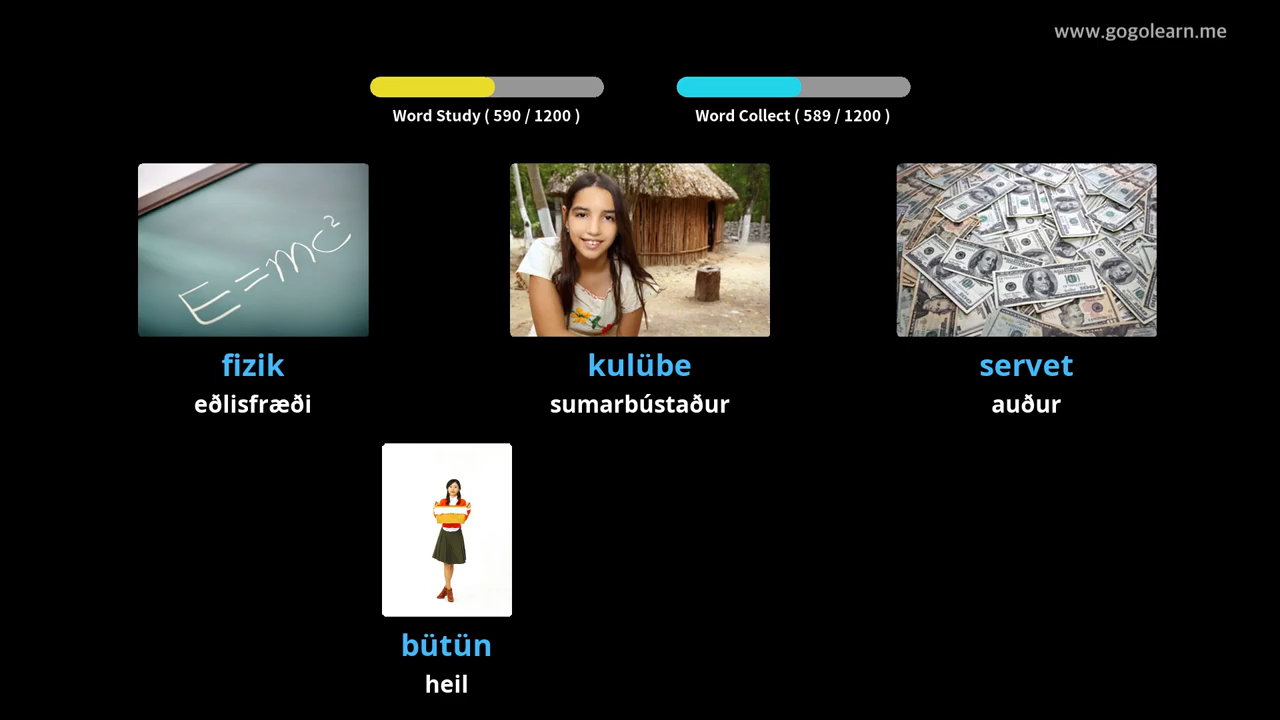 www.gogolearn.me
Word Study ( 590 / 1200 )
Word Collect ( 589 / 1200 )
E=mc²
fizik
kulübe
servet
eðlisfræði
sumarbústaður
auður
bütün
heil